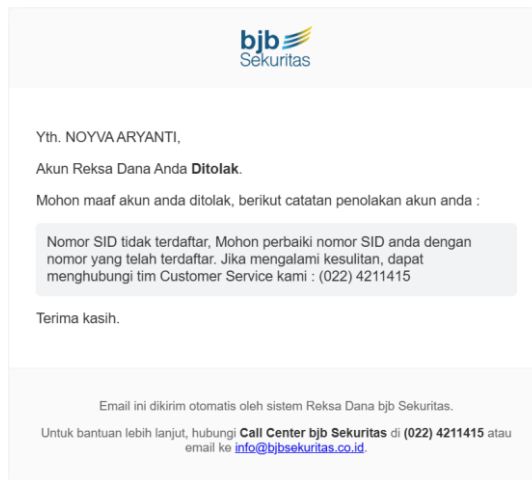 bjb
Sekuritas
Yth. NOYVA ARYANTI,
Akun Reksa Dana Anda Ditolak.
Mohon maaf akun anda ditolak, berikut catatan penolakan akun anda :
Nomor SID tidak terdaftar, Mohon perbaiki nomor SID anda dengan
nomor yang telah terdaftar. Jika mengalami kesulitan, dapat
menghubungi tim Customer Service kami : (022) 4211415
Terima kasih.
Email ini dikirim otomatis oleh sistem Reksa Dana bjb Sekuritas.
Untuk bantuan lebih lanjut, hubungi Call Center bjb Sekuritas di (022) 4211415 atau
email ke info@bjbsekuritas.co.id.